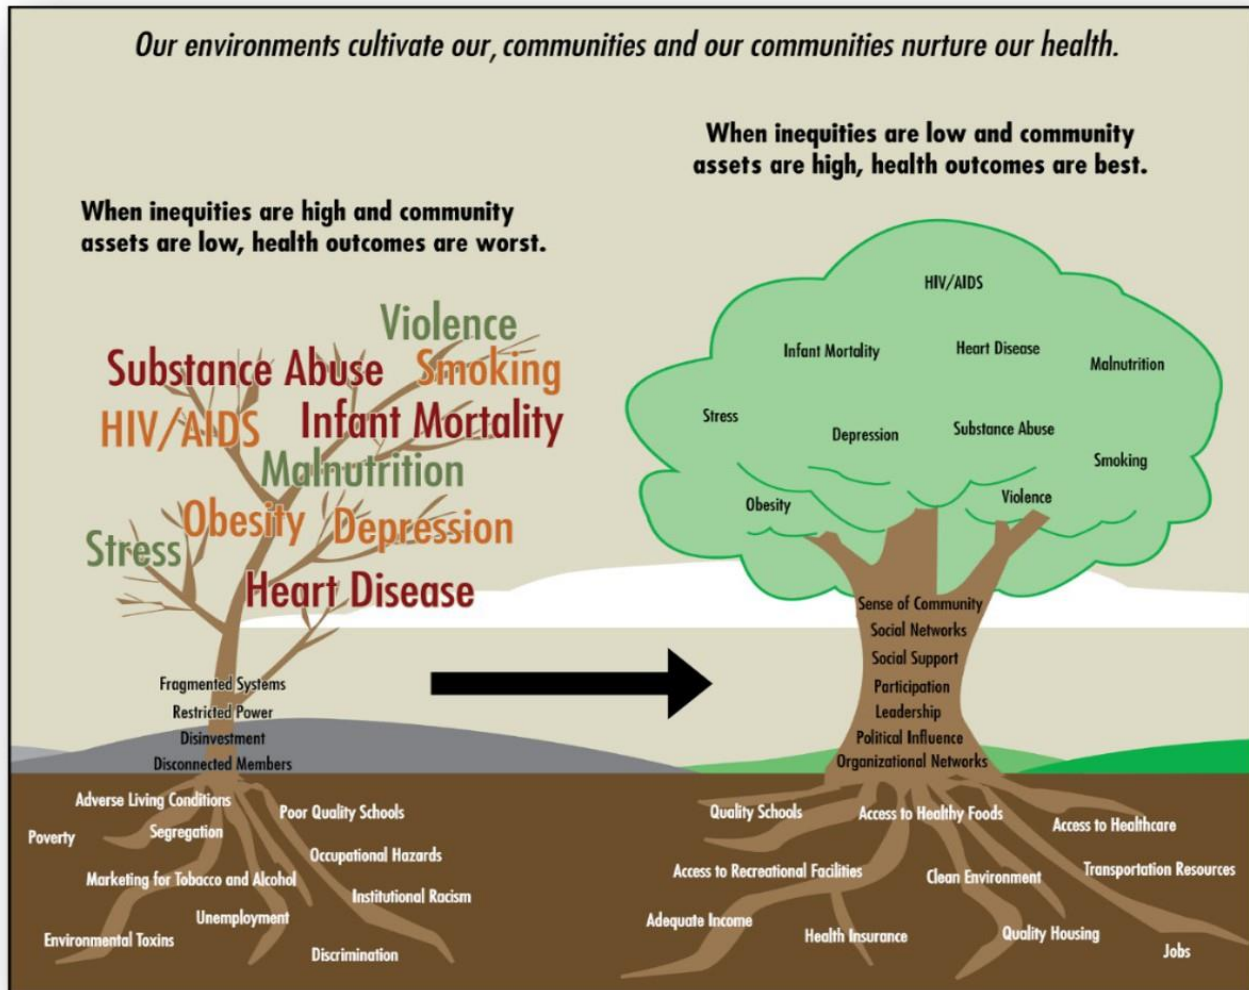 Our environments cultivate our, communities and our communities nurture our health.
When inequities are high and community
assets are low, health outcomes are worst.
Violence
Substance Abuse
Smoking
HIV/AIDS
Infant Mortality
Malnutrition
Obesity
Depression
Stress
Heart Disease
Fragmented Systems
Restricted Power
Disinvestment
Disconnected Members
Adverse Living Conditions
Poor Quality Schools
Poverty
Segregation
Occupational Hazards
Marketing for Tobacco and Alcohol
Institutional Racism
Unemployment
Environmental Toxins
Discrimination
When inequities are low and community
assets are high, health outcomes are best.
HIV/AIDS
Infant Mortality
Heart Disease
Malnutrition
Stress
Depression
Substance Abuse
Smoking
Obesity
Violence
Sense of Community
Social Networks
Social Support
Participation
Leadership
Political Influence
Organizational Networks
Quality Schools
Access to Healthy Foods
Access to Healthcare
Access to Recreational Facilities
Clean Environment
Transportation Resources
Adequate Income
Health Insurance
Quality Housing
Jobs